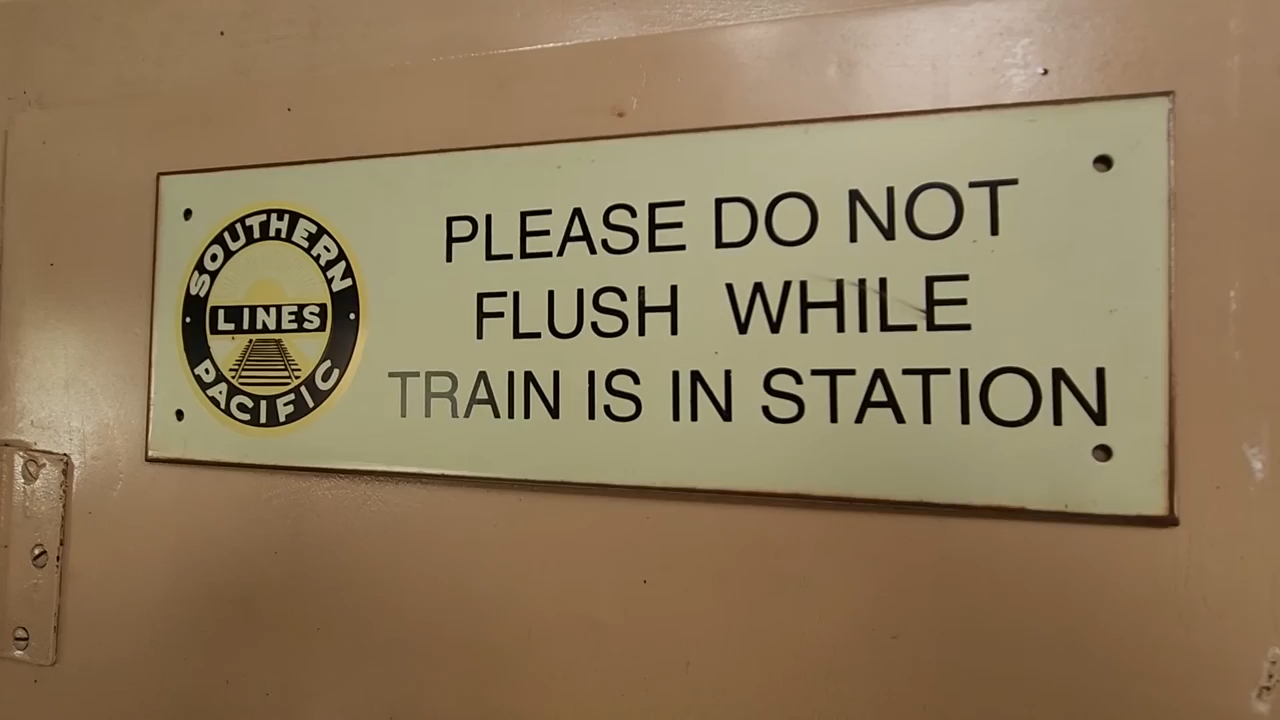 SOUTHERN
LINES
PACIFIC
PLEASE DO NOT
FLUSH WHILE
TRAIN IS IN STATION